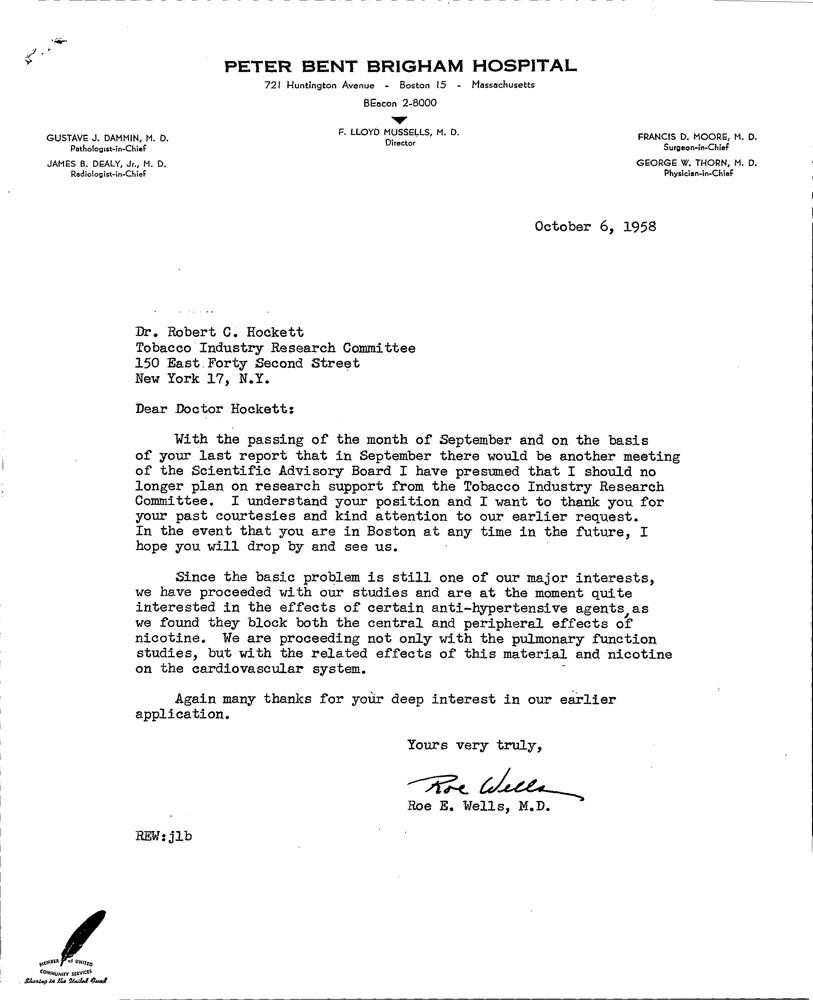 PETER BENT BRIGHAM HOSPITAL
721 Huntington Avenue - Boston 15 - Massachusetts
BEacon 2-8000
F. LLOYD MUSSELLS, M. D.
Director
GUSTAVE J. DAMMIN, M. D.
Pathologist-in-Chief
JAMES B. DEALY, Jr., M. D.
Radiologist-in-Chief
FRANCIS D. MOORE, M. D.
Surgeon-in-Chief
GEORGE W. THORN, M. D.
Physician-in-Chief
October 6, 1958
Dr. Robert C. Hockett
Tobacco Industry Research Committee
150 East Forty Second Street
New York 17, N.Y.
Dear Doctor Hockett:
With the passing of the month of September and on the basis
of your last report that in September there would be another meeting
of the Scientific Advisory Board I have presumed that I should no
longer plan on research support from the Tobacco Industry Research
Committee. I understand your position and I want to thank you for
your past courtesies and kind attention to our earlier request.
In the event that you are in Boston at any time in the future, I
hope you will drop by and see us.
Since the basic problem is still one of our major interests,
we have proceeded with our studies and are at the moment quite
interested in the effects of certain anti-hypertensive agents, as
we found they block both the central and peripheral effects of
nicotine. We are proceeding not only with the pulmonary function
studies, but with the related effects of this material and nicotine
on the cardiovascular system.
Again many thanks for your deep interest in our earlier
application.
Yours very truly,
Roe Wells
Roe E. Wells, M.D.
REW:jlb
MEMBER of UNITED
COMMUNITY SERVICES
Sharing in the United Fund